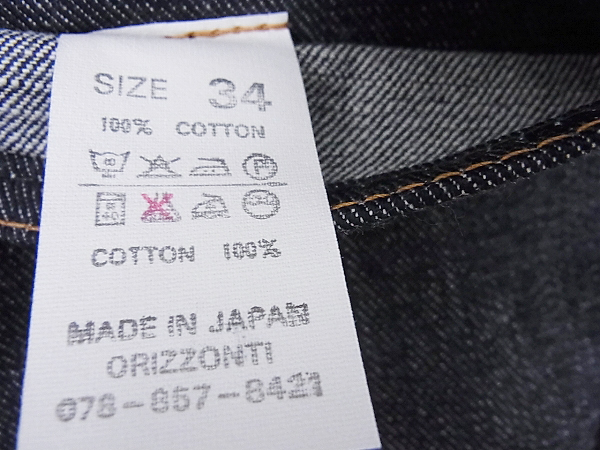 SIZE 34
100% COTTON
COTTON 100%
MADE IN JAPAN
ORIZZONTI
078-857-8421